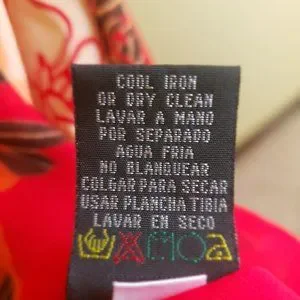 COOL IRON
OR DRY CLEAN
LAVAR A MANO
POR SEPARADO
AGUA FRIA
NO BLANQUEAR
COLGAR PARA SECAR
USAR PLANCHA TIBIA
LAVAR EN SECO